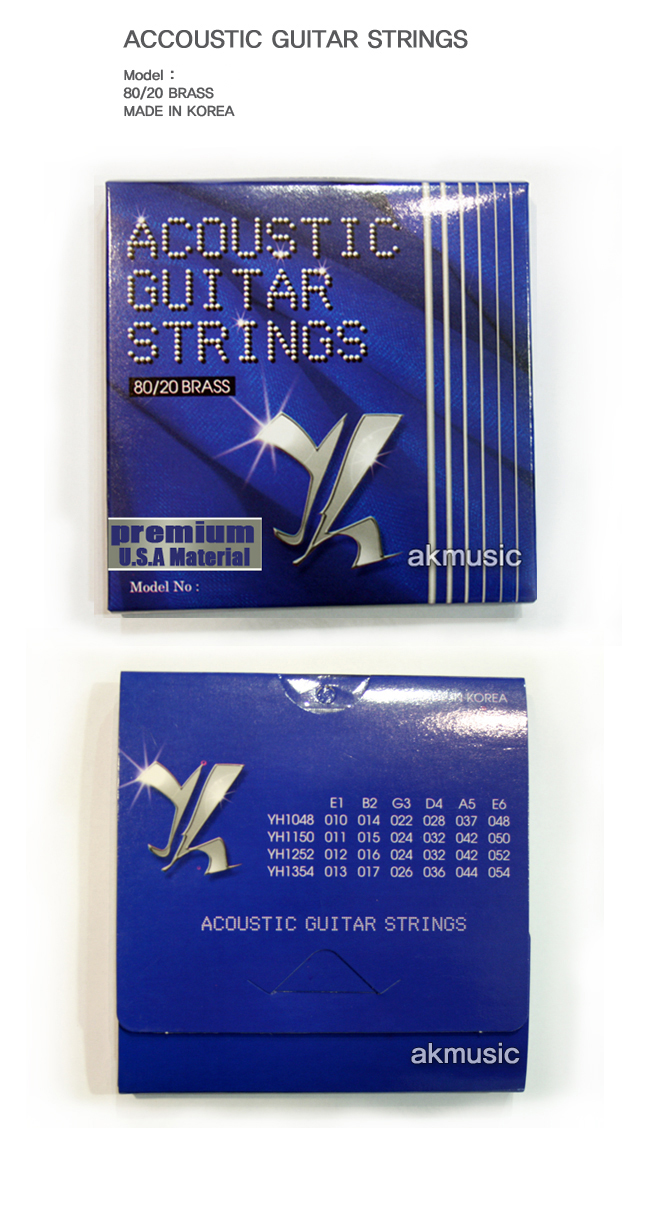 ACCOUSTIC GUITAR STRINGS
Model :
80/20 BRASS
MADE IN KOREA
ACOUSTIC
GUITAR
STRINGS
80/20 BRASS
premium
U.S.A Material
akmusic
Model No :
IN KOREA
E1 B2 G3 D4 A5 E6
YH1048 010 014 022 028 037 048
YH1150 011 015 024 032 042 050
YH1252 012 016 024 032 042 052
YH1354 013 017 026 036 044 054
ACOUSTIC GUITAR STRINGS
akmusic